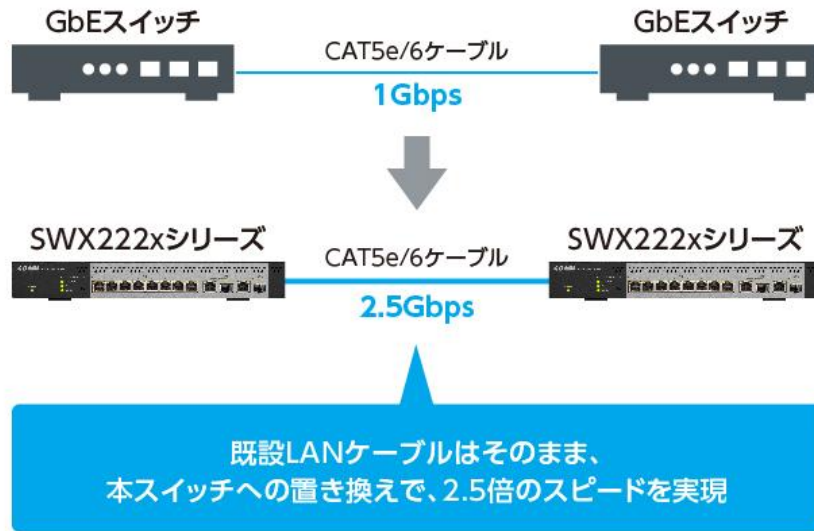 GbEスイッチ
GbEスイッチ
CAT5e/6ケーブル
1Gbps
SWX222xシリーズ
SWX222xシリーズ
CAT5e/6ケーブル
2.5Gbps
既設LANケーブルはそのまま、
本スイッチへの置き換えで、2.5倍のスピードを実現